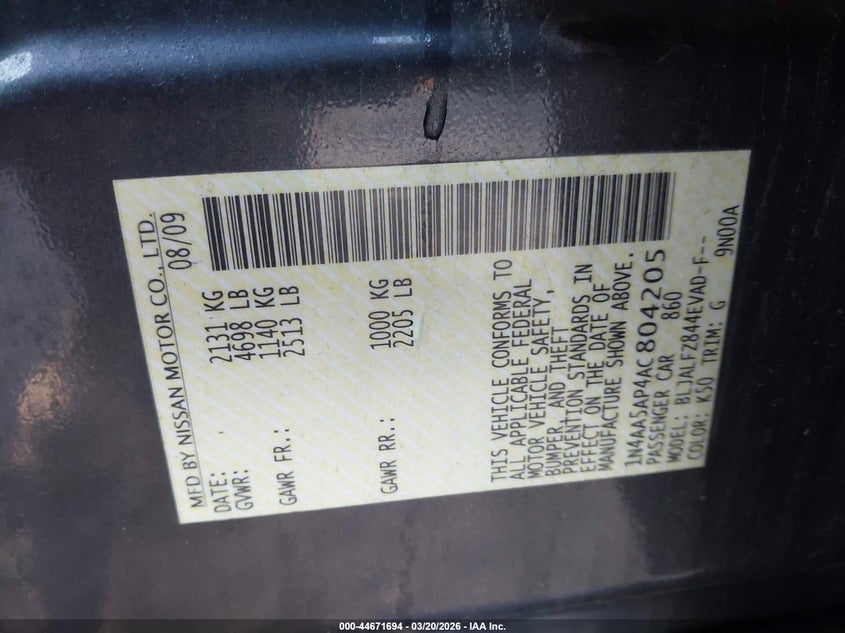 MFD BY NISSAN MOTOR CO., LTD.
DATE: 08/09
GVWR: 2131 KG
4698 LB
GAWR FR.: 1140 KG
2513 LB
GAWR RR.: 1000 KG
2205 LB
THIS VEHICLE CONFORMS TO
ALL APPLICABLE FEDERAL
MOTOR VEHICLE SAFETY,
BUMPER, AND THEFT
PREVENTION STANDARDS IN
EFFECT ON THE DATE OF
MANUFACTURE SHOWN ABOVE.
1N4AA5AP4AC804205
PASSENGER CAR 860
MODEL: BLJALF2844EVAD-F--
COLOR: K50 TRIM: G 9N00A
000-44671694 | 03/20/2026 - IAA Inc.